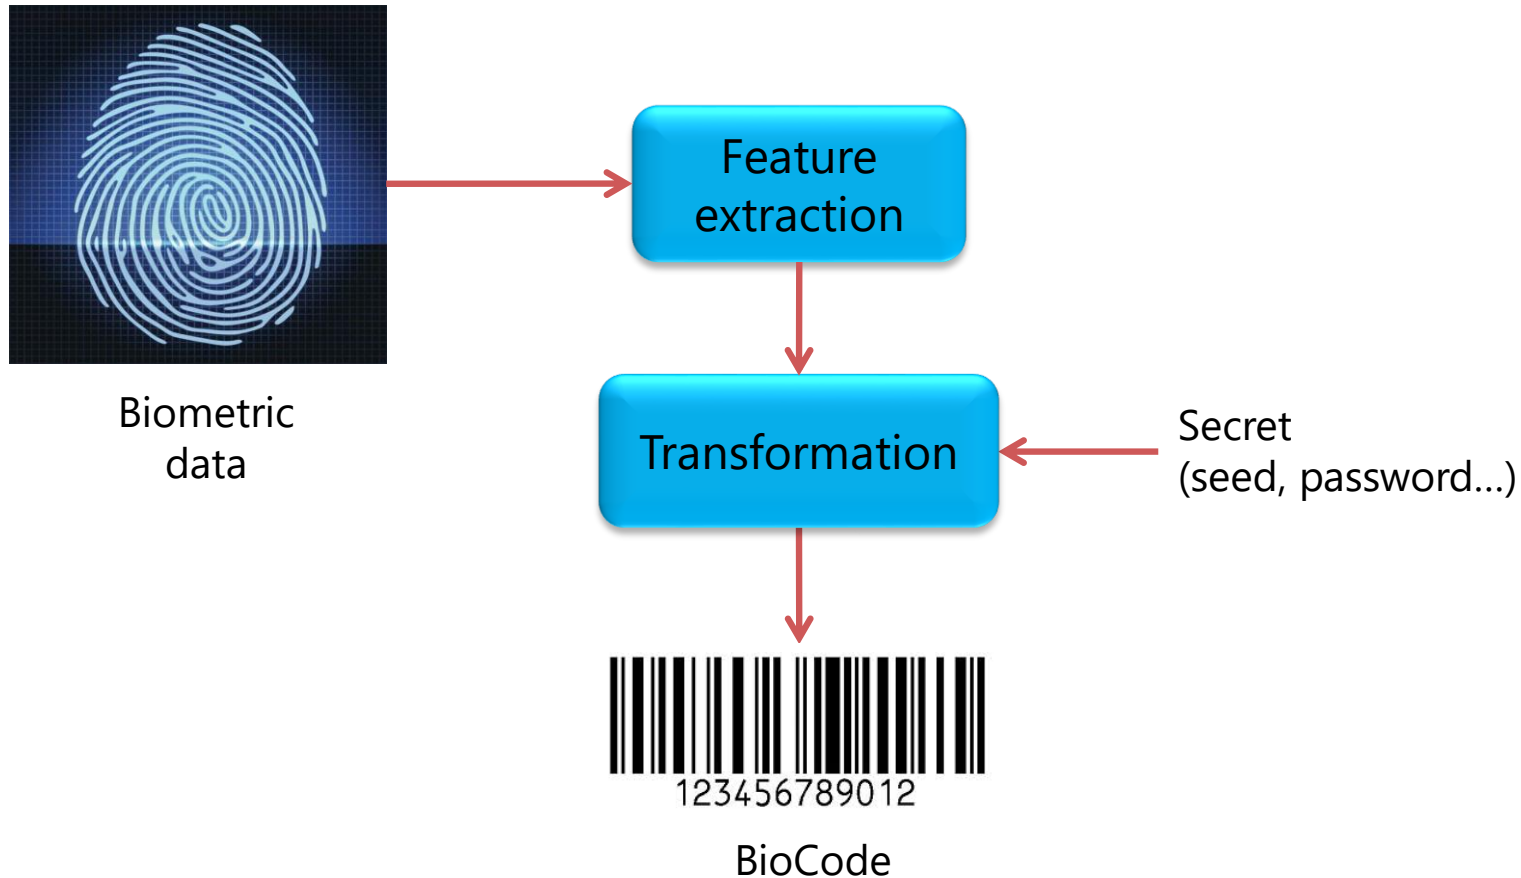 Feature
extraction
Biometric
data
Transformation
Secret
(seed, password...)
123456789012
BioCode